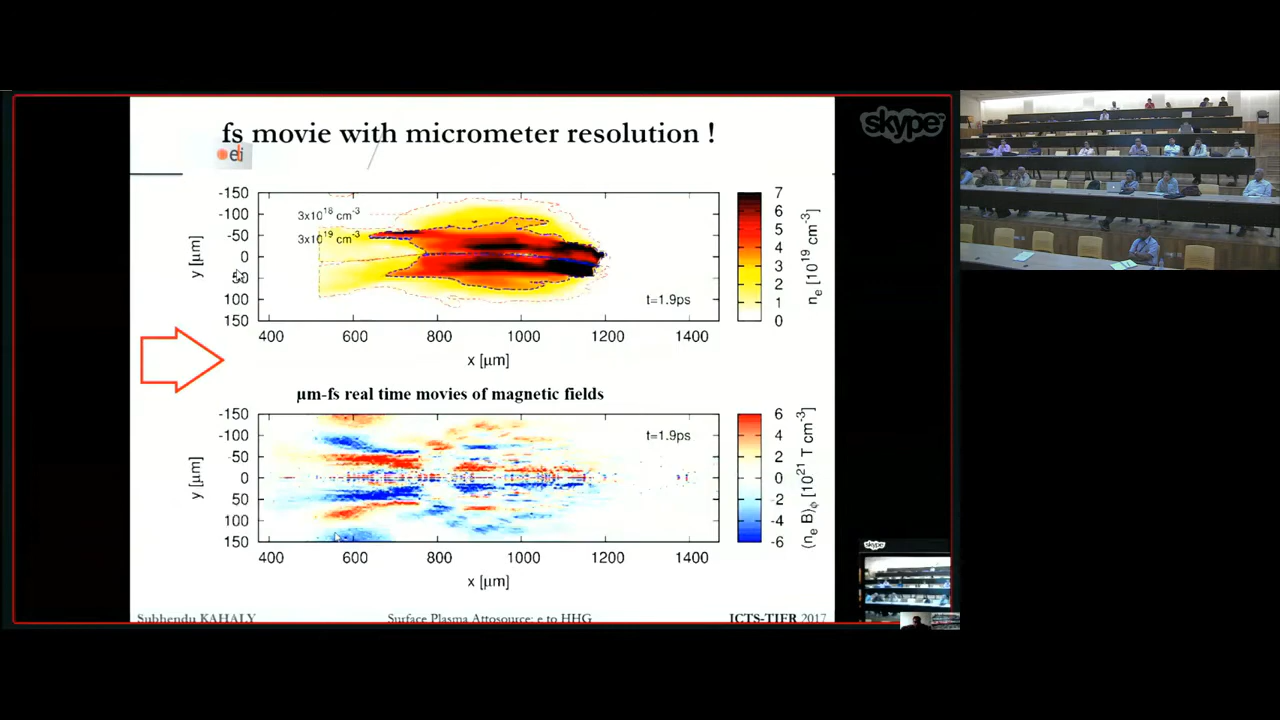 fs movie with micrometer resolution !
skype
eli
-150
-100
-50
0
50
100
150
y [μm]
3x10^18 cm^-3
3x10^19 cm^-3
t=1.9ps
400 600 800 1000 1200 1400
x [μm]
7
6
5
4
3
2
1
0
n_e [10^19 cm^-3]
μm-fs real time movies of magnetic fields
-150
-100
-50
0
50
100
150
y [μm]
t=1.9ps
400 600 800 1000 1200 1400
x [μm]
6
4
2
0
-2
-4
-6
(n_e B)_ϕ [10^21 T cm^-3]
skype
Subhendu KAHALY Surface Plasma Attosource: e to HHG ICTS-TIFR 2017